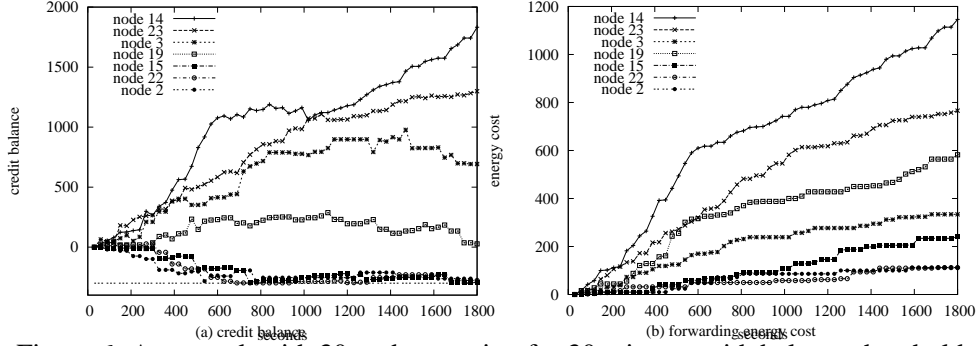 2000
1500
1000
500
0
credit balance
node 14
node 23
node 3
node 19
node 15
node 22
node 2
0 200 400 600 800 1000 1200 1400 1600 1800
seconds
(a) credit balance
1200
1000
800
600
400
200
0
energy cost
node 14
node 23
node 3
node 19
node 15
node 22
node 2
0 200 400 600 800 1000 1200 1400 1600 1800
seconds
(b) forwarding energy cost